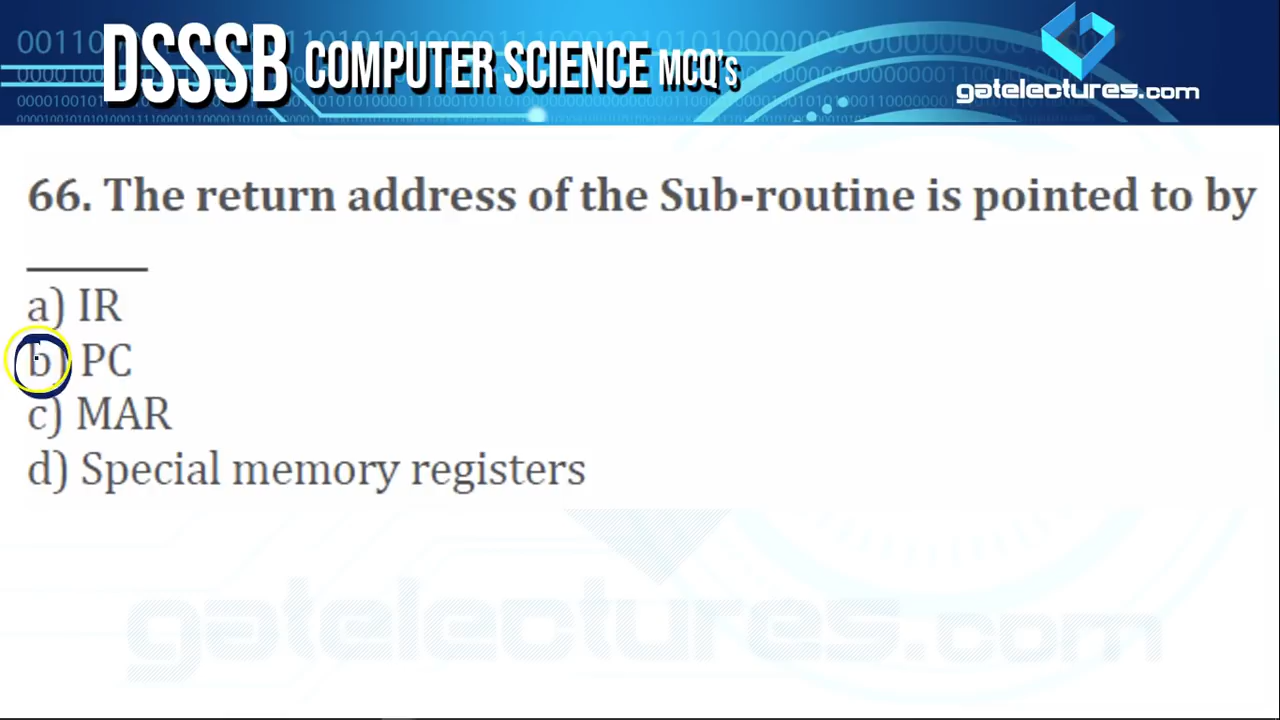 DSSSB COMPUTER SCIENCE MCQ's
gatelectures.com
66. The return address of the Sub-routine is pointed to by
______
a) IR
b) PC
c) MAR
d) Special memory registers
gatelectures.com